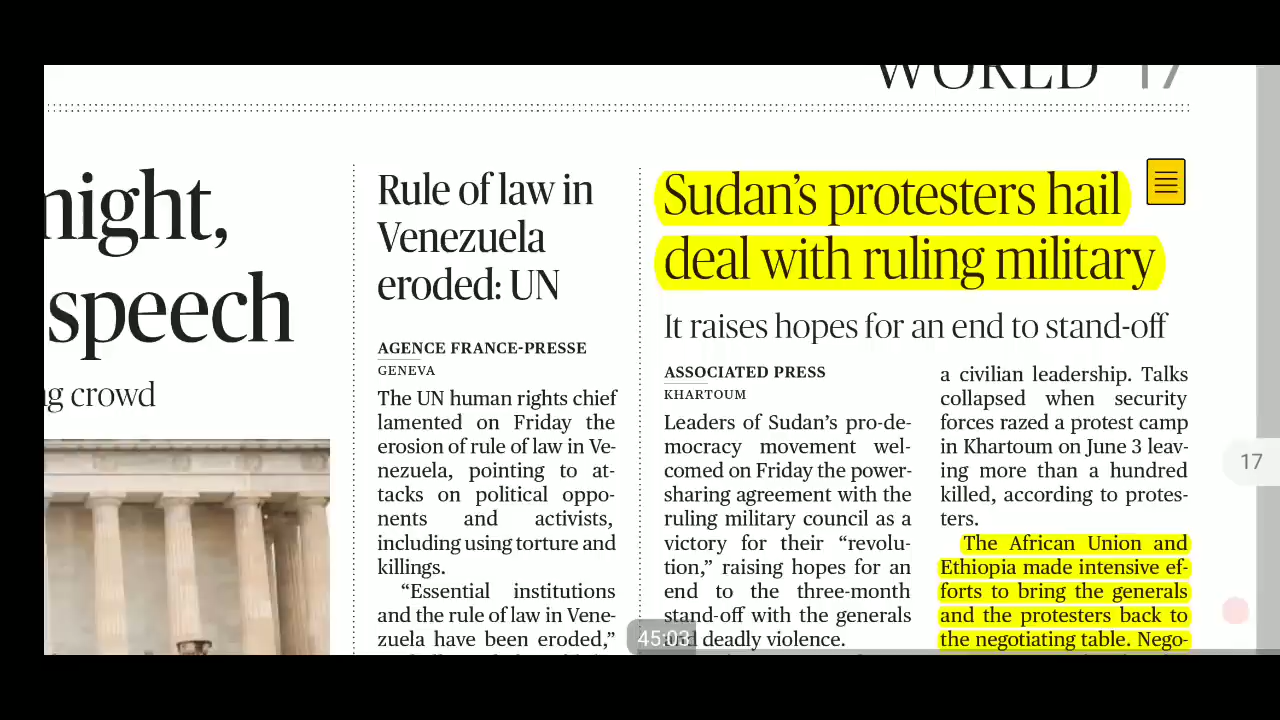 WORLD 17
night,
speech
ng crowd
Rule of law in
Venezuela
eroded: UN
AGENCE FRANCE-PRESSE
GENEVA
The UN human rights chief
lamented on Friday the
erosion of rule of law in Ve-
nezuela, pointing to at-
tacks on political oppo-
nents and activists,
including using torture and
killings.
"Essential institutions
and the rule of law in Vene-
zuela have been eroded,"
Sudan's protesters hail
deal with ruling military
It raises hopes for an end to stand-off
ASSOCIATED PRESS
KHARTOUM
Leaders of Sudan's pro-de-
mocracy movement wel-
comed on Friday the power-
sharing agreement with the
ruling military council as a
victory for their "revolu-
tion," raising hopes for an
end to the three-month
stand-off with the generals
and deadly violence.
a civilian leadership. Talks
collapsed when security
forces razed a protest camp
in Khartoum on June 3 leav-
ing more than a hundred
killed, according to protes-
ters.
The African Union and
Ethiopia made intensive ef-
forts to bring the generals
and the protesters back to
the negotiating table. Nego-
17
45:03